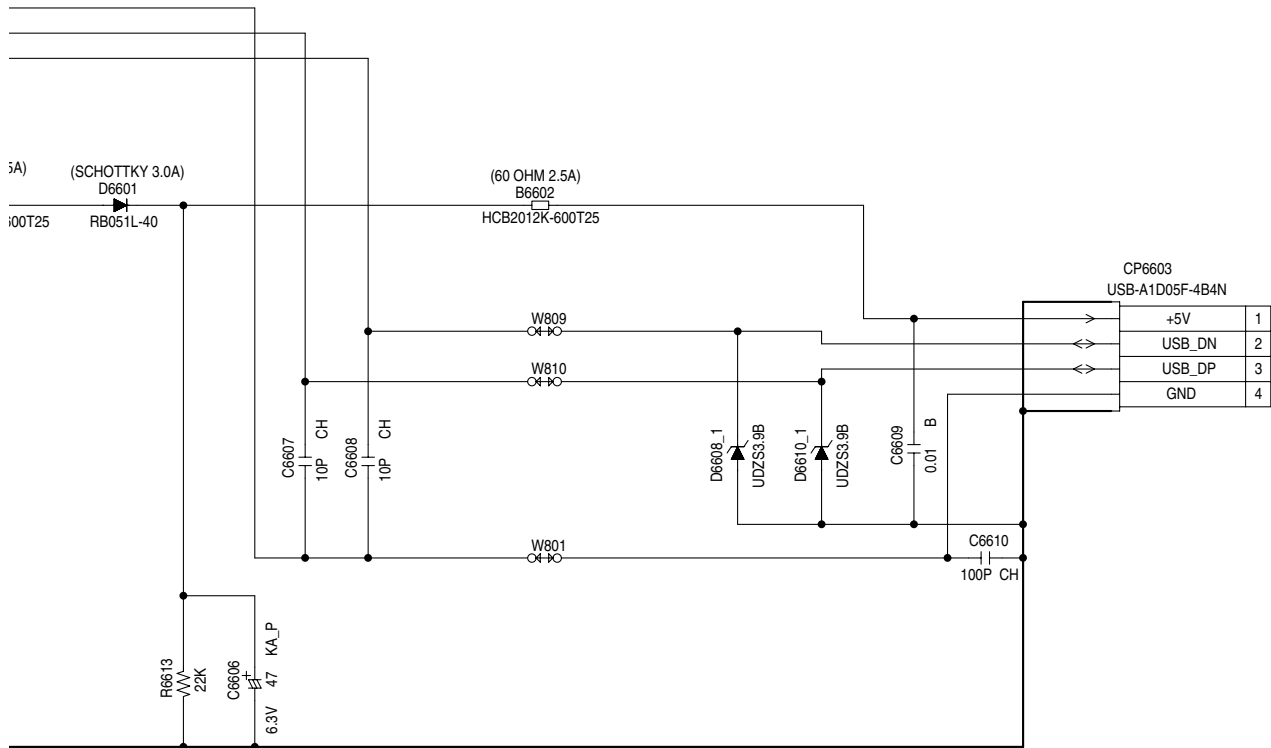 5A)
(SCHOTTKY 3.0A)
D6601
RB051L-40
600T25
(60 OHM 2.5A)
B6602
HCB2012K-600T25
CP6603
USB-A1D05F-4B4N
+5V 1
USB_DN 2
USB_DP 3
GND 4
W809
W810
C6607
10P CH
C6608
10P CH
D6608_1
UDZS3.9B
D6610_1
UDZS3.9B
C6609
0.01 B
W801
C6610
100P CH
R6613
22K
C6606
+
47 KA_P
6.3V